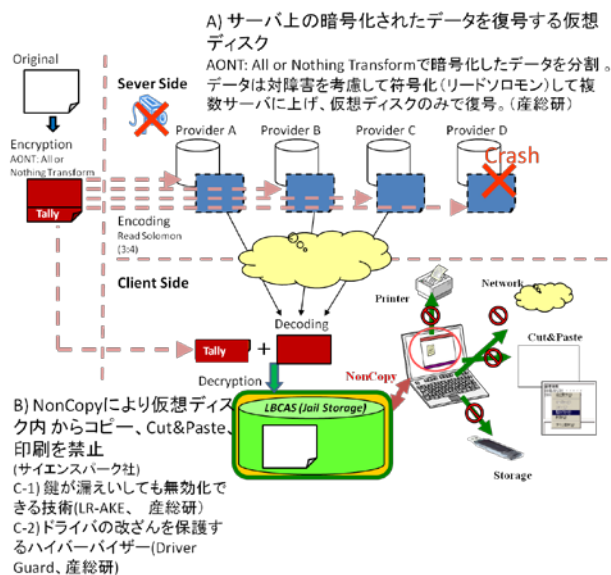 A) サーバ上の暗号化されたデータを復号する仮想
ディスク
AONT: All or Nothing Transformで暗号化したデータを分割。
データは対障害を考慮して符号化(リードソロモン)して複
数サーバに上げ、仮想ディスクのみで復号。(産総研)
Original
Sever Side
Encryption
AONT: All or
Nothing Transform
Provider A
Provider B
Provider C
Provider D
Crash
Tally
Encoding
Read Solomon
(3:4)
Client Side
Printer
Network
Decoding
Cut&Paste
Tally
+
NonCopy
Decryption
LBCAS (Jail Storage)
Storage
B) NonCopyにより仮想ディス
ク内からコピー、Cut&Paste、
印刷を禁止
(サイエンスパーク社)
C-1) 鍵が漏えいしても無効化で
きる技術(LR-AKE、 産総研)
C-2)ドライバの改ざんを保護す
るハイパーバイザー(Driver
Guard、産総研)